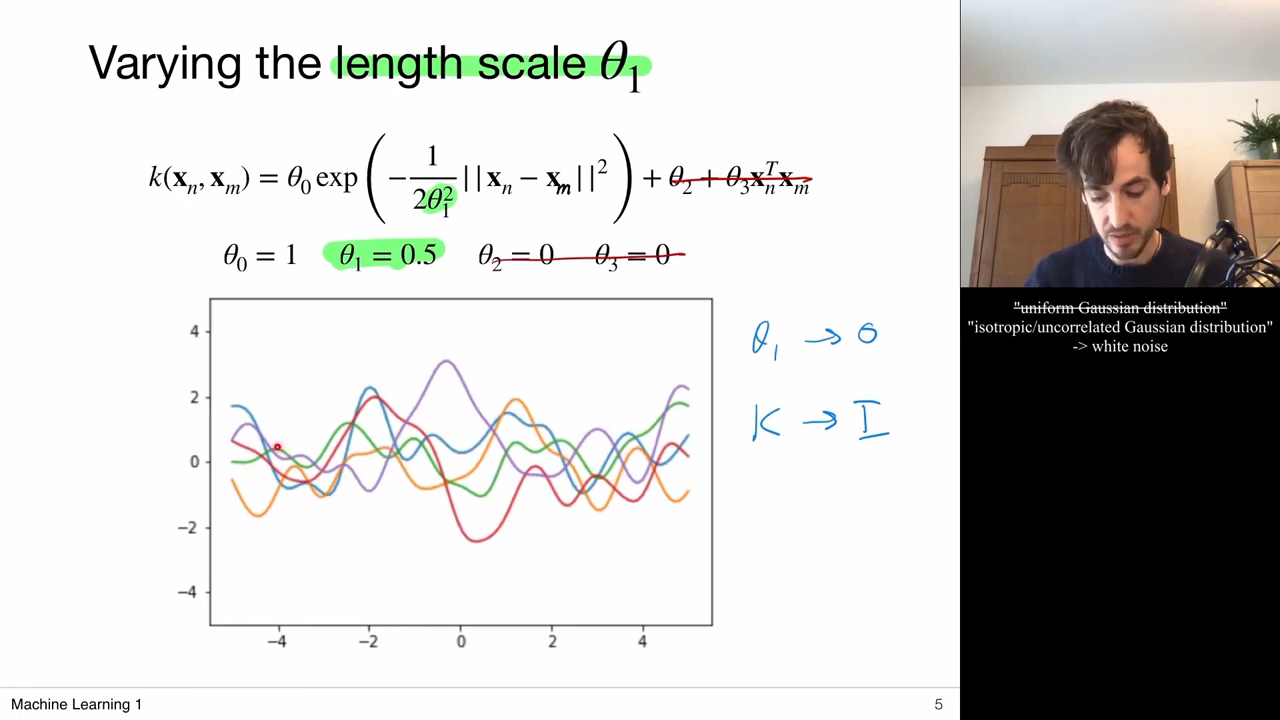 Varying the length scale θ₁
k(xₙ, xₘ) = θ₀ exp( −1/(2θ₁²) ||xₙ − xₘ||² ) + θ₂ + θ₃xₙᵀxₘ
θ₀ = 1 θ₁ = 0.5 θ₂ = 0 θ₃ = 0
4
2
0
−2
−4
−4 −2 0 2 4
θ₁ → 0
K → I
"uniform Gaussian distribution"
"isotropic/uncorrelated Gaussian distribution"
-> white noise
Machine Learning 1
5